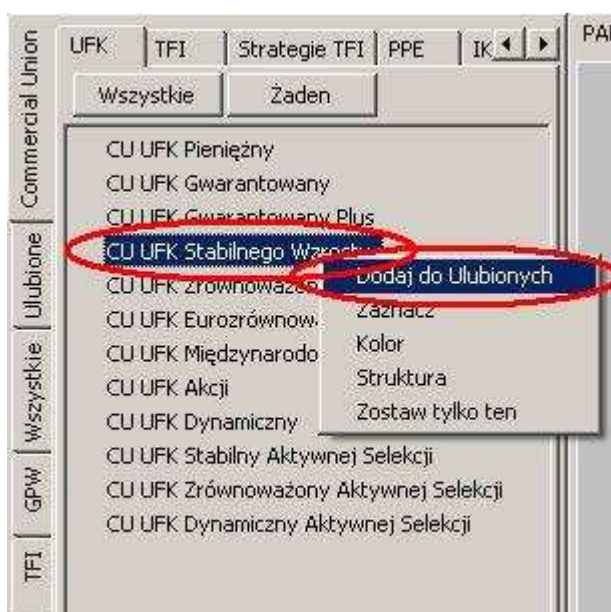 UFK TFI Strategie TFI PPE IK
Wszystkie Żaden
CU UFK Pieniężny
CU UFK Gwarantowany
CU UFK Gwarantowany Plus
CU UFK Stabilnego
Dodaj do Ulubionych
CU UFK
Zaznacz
CU UFK
Kolor
CU UFK
Struktura
CU UFK Akcji
Zostaw tylko ten
CU UFK Dynamiczny
CU UFK Stabilny Aktywnej Selekcji
CU UFK Zrównoważony Aktywnej Selekcji
CU UFK Dynamiczny Aktywnej Selekcji
Commercial Union
Ulubione
Wszystkie
GPW
TFI